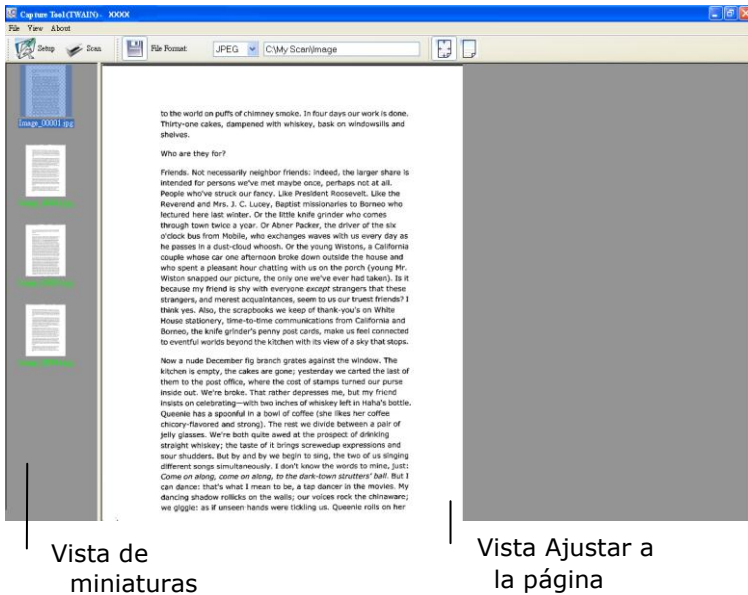 Capture Tool(TWAIN)- XXXX
File View About
Setup Scan File Format: JPEG C:\My Scan\Image
Image_00001.jpg
to the world on puffs of chimney smoke. In four days our work is done.
Thirty-one cakes, dampened with whiskey, bask on windowsills and
shelves.
Who are they for?
Friends. Not necessarily neighbor friends: indeed, the larger share is
intended for persons we've met maybe once, perhaps not at all.
People who've struck our fancy. Like President Roosevelt. Like the
Reverend and Mrs. J. C. Lucey, Baptist missionaries to Borneo who
lectured here last winter. Or the little knife grinder who comes
through town twice a year. Or Abner Packer, the driver of the six
o'clock bus from Mobile, who exchanges waves with us every day as
he passes in a dust-cloud whoosh. Or the young Wistons, a California
couple whose car one afternoon broke down outside the house and
who spent a pleasant hour chatting with us on the porch (young Mr.
Wiston snapped our picture, the only one we've ever had taken). Is it
because my friend is shy with everyone except strangers that these
strangers, and merest acquaintances, seem to us our truest friends? I
think yes. Also, the scrapbooks we keep of thank-you's on White
House stationery, time-to-time communications from California and
Borneo, the knife grinder's penny post cards, make us feel connected
to eventful worlds beyond the kitchen with its view of a sky that stops.
Now a nude December fig branch grates against the window. The
kitchen is empty, the cakes are gone; yesterday we carted the last of
them to the post office, where the cost of stamps turned our purse
inside out. We're broke. That rather depresses me, but my friend
insists on celebrating—with two inches of whiskey left in Haha's bottle.
Queenie has a spoonful in a bowl of coffee (she likes her coffee
chicory-flavored and strong). The rest we divide between a pair of
jelly glasses. We're both quite awed at the prospect of drinking
straight whiskey; the taste of it brings screwedup expressions and
sour shudders. But by and by we begin to sing, the two of us singing
different songs simultaneously. I don't know the words to mine, just:
Come on along, come on along, to the dark-town strutters' ball. But I
can dance: that's what I mean to be, a tap dancer in the movies. My
dancing shadow rollicks on the walls; our voices rock the chinaware;
we giggle: as if unseen hands were tickling us. Queenie rolls on her
Vista de
miniaturas
Vista Ajustar a
la página